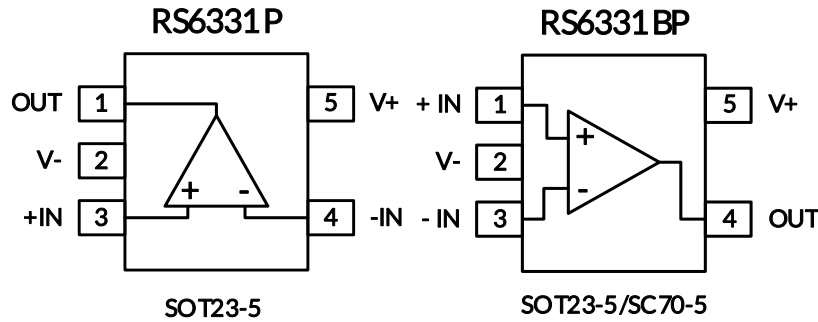 RS6331P
OUT 1 5 V+
V- 2
+IN 3 4 -IN
+ -
SOT23-5
RS6331BP
+ IN 1 5 V+
V- 2
- IN 3 4 OUT
+
-
SOT23-5/SC70-5